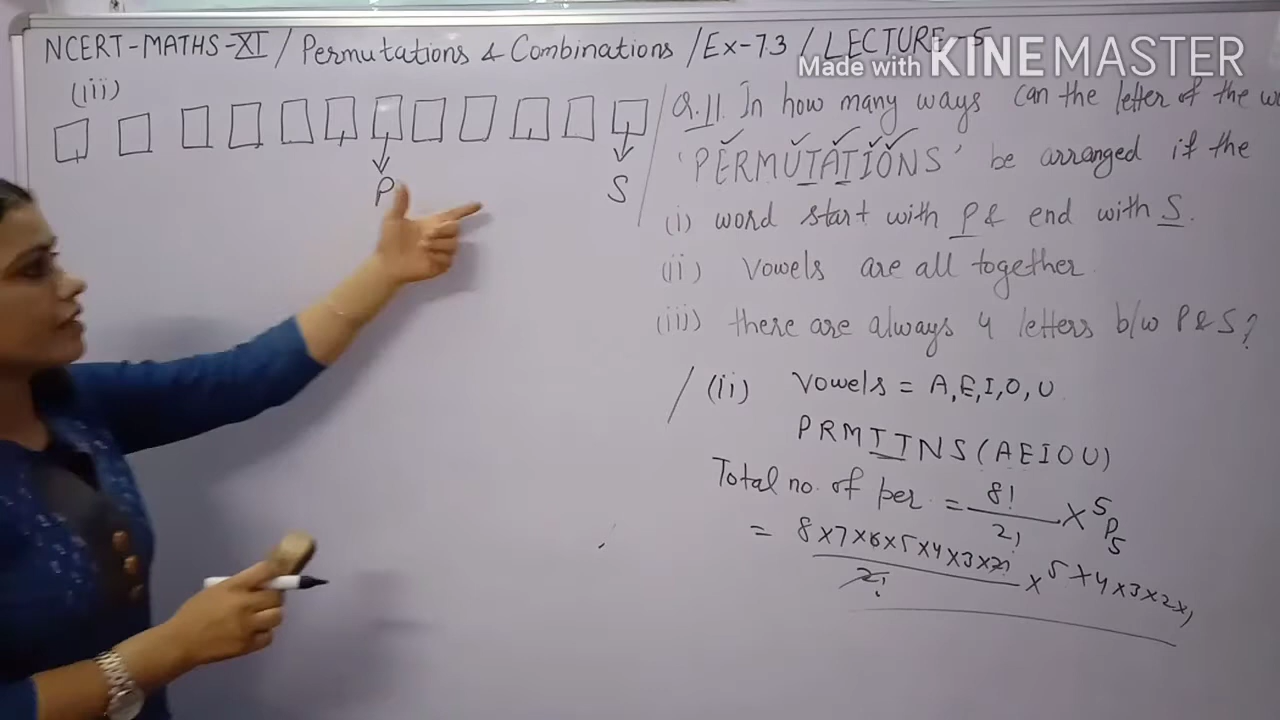 NCERT-MATHS-XI / Permutations & Combinations / Ex-7.3 / LECTURE-5
Made with KINEMASTER
(iii)
P
S
Q.11. In how many ways can the letter of the
'PERMUTATIONS' be arranged if the
(i) word start with P & end with S.
(ii) Vowels are all together
(iii) there are always 4 letters b/w P & S?
(ii) Vowels = A, E, I, O, U
PRMTTNS (AEIOU)
Total no. of per. = 8!/2! × ⁵P₅
= 8×7×6×5×4×3×2!/2! × 5×4×3×2×1